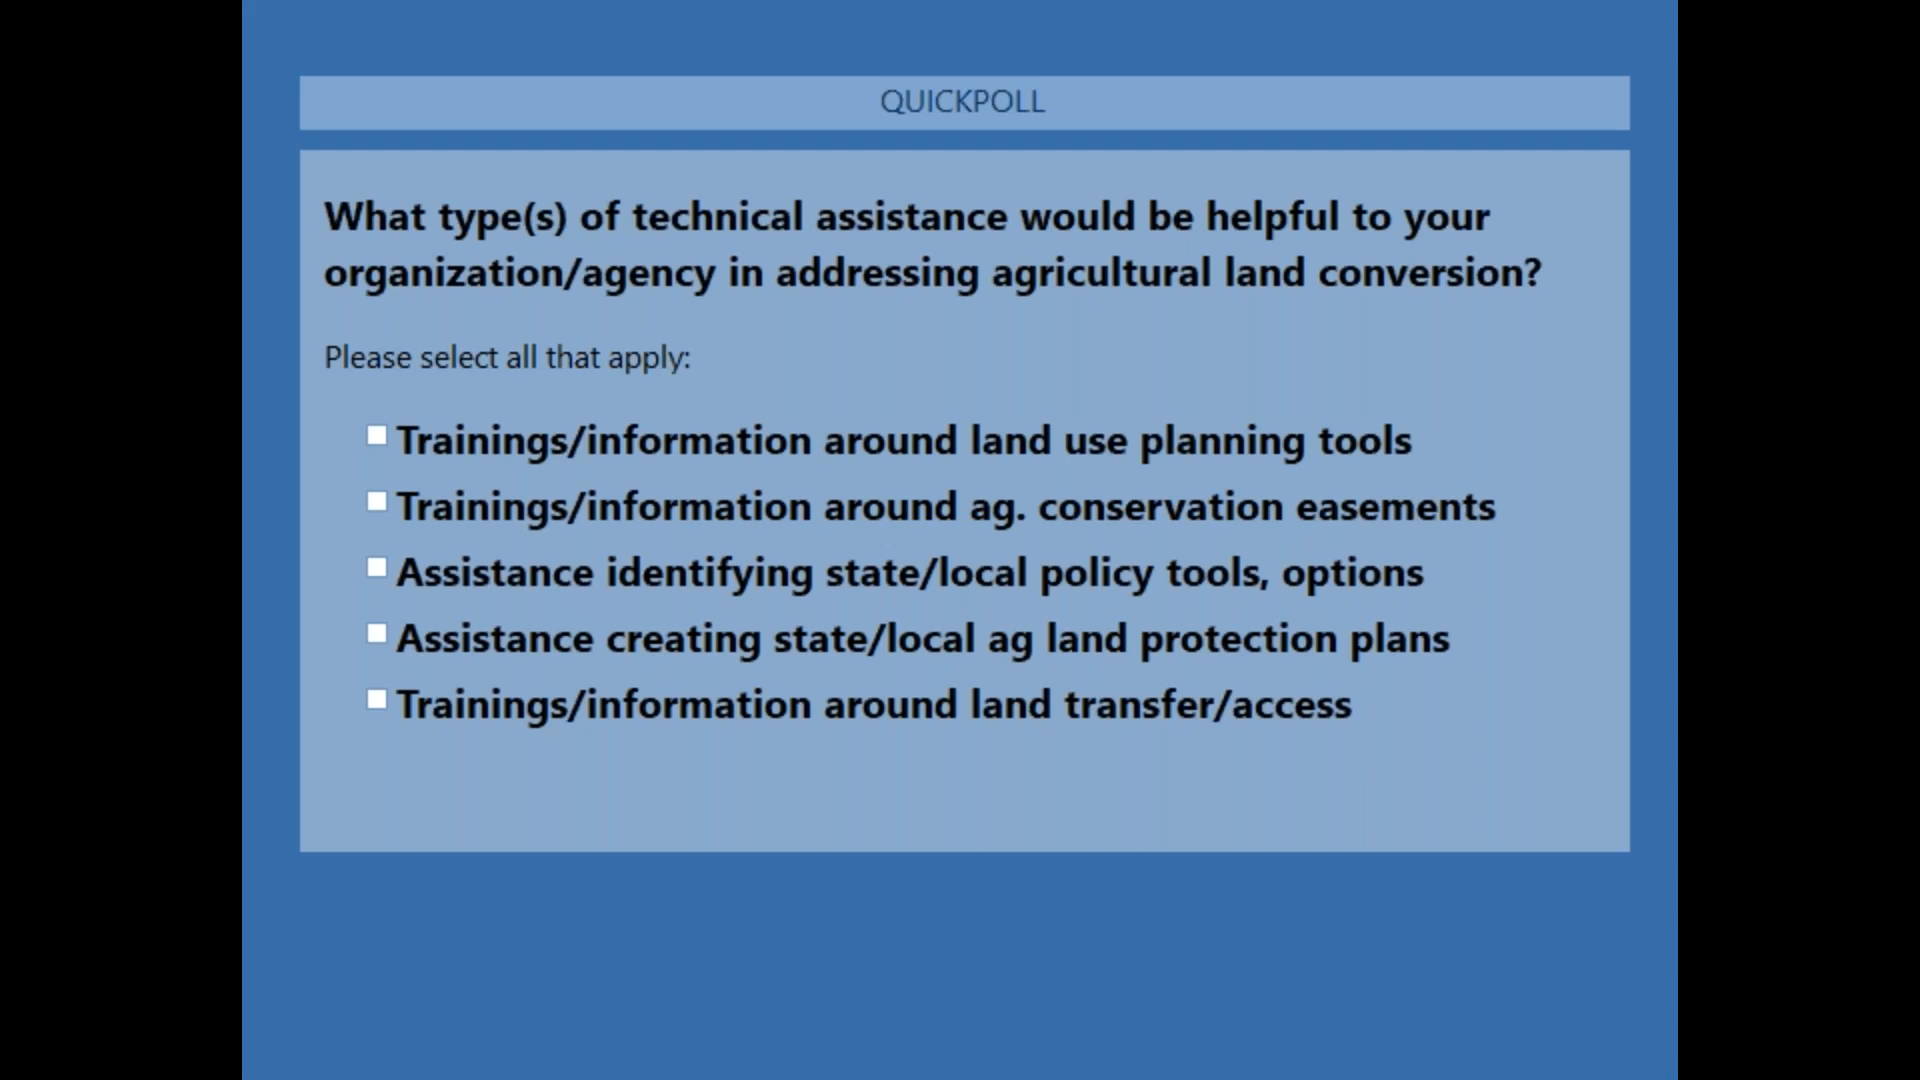 QUICKPOLL
What type(s) of technical assistance would be helpful to your
organization/agency in addressing agricultural land conversion?
Please select all that apply:
Trainings/information around land use planning tools
Trainings/information around ag. conservation easements
Assistance identifying state/local policy tools, options
Assistance creating state/local ag land protection plans
Trainings/information around land transfer/access